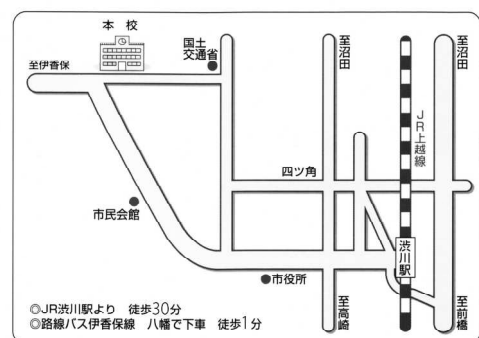 本校
国土
交通省
至沼田
至沼田
至伊香保
JR上越線
四ツ角
市民会館
渋川駅
市役所
至高崎
至前橋
◎JR渋川駅より 徒歩30分
◎路線バス伊香保線 八幡で下車 徒歩1分